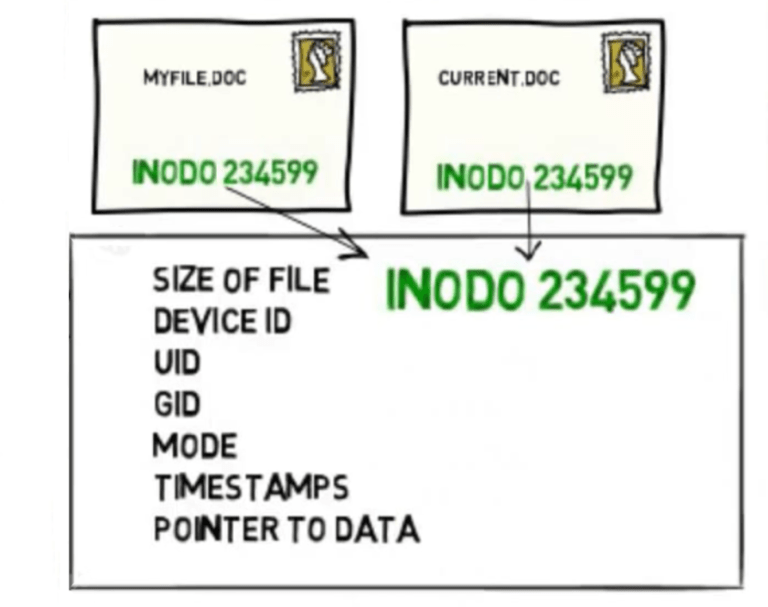 MYFILE.DOC
INODO 234599
CURRENT.DOC
INODO 234599
INODO 234599
SIZE OF FILE
DEVICE ID
UID
GID
MODE
TIMESTAMPS
POINTER TO DATA